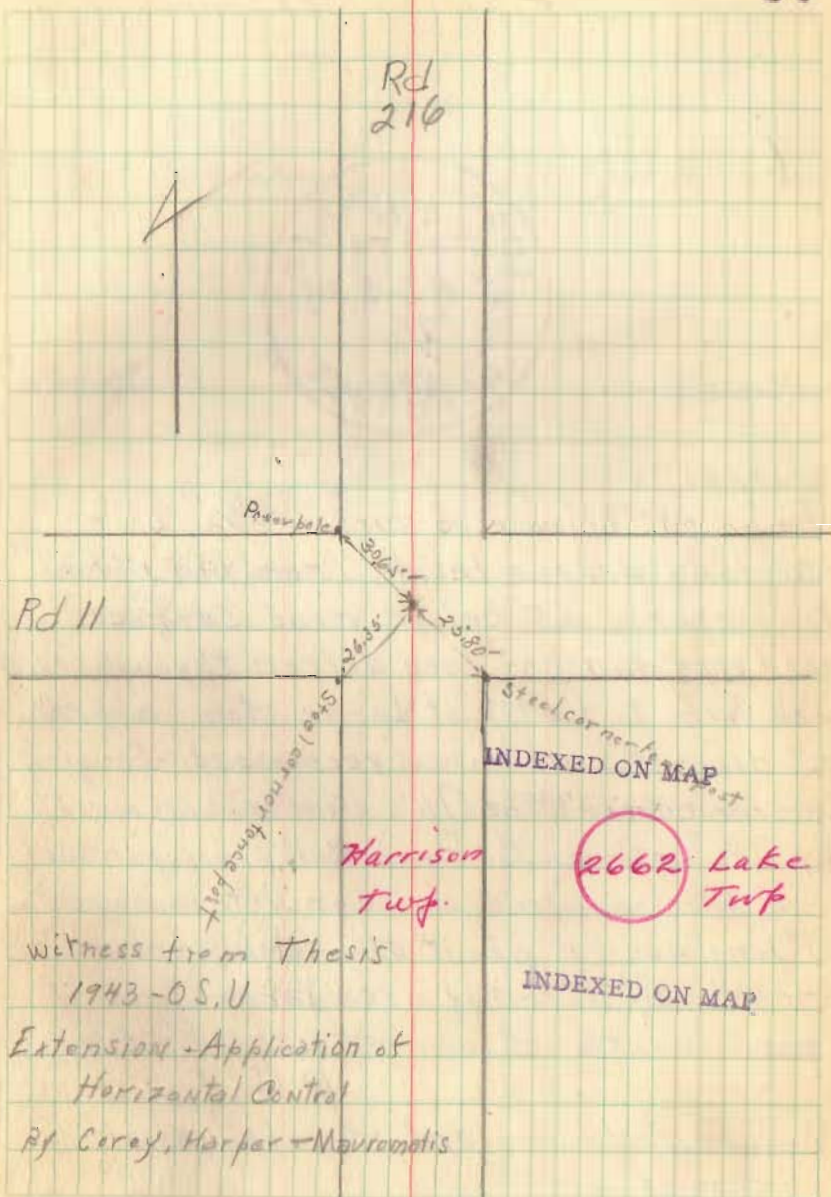 Rd
216
Power pole
30.65'
Rd 11
26.35'
25.80'
Steel corner fence post
Steel corner fence post
INDEXED ON MAP
Harrison
Twp.
2662
Lake
Twp
INDEXED ON MAP
witness from Thesis
1943 - O S. U
Extension - Application of
Horizontal Control
By Corey, Harper - Mavromatis